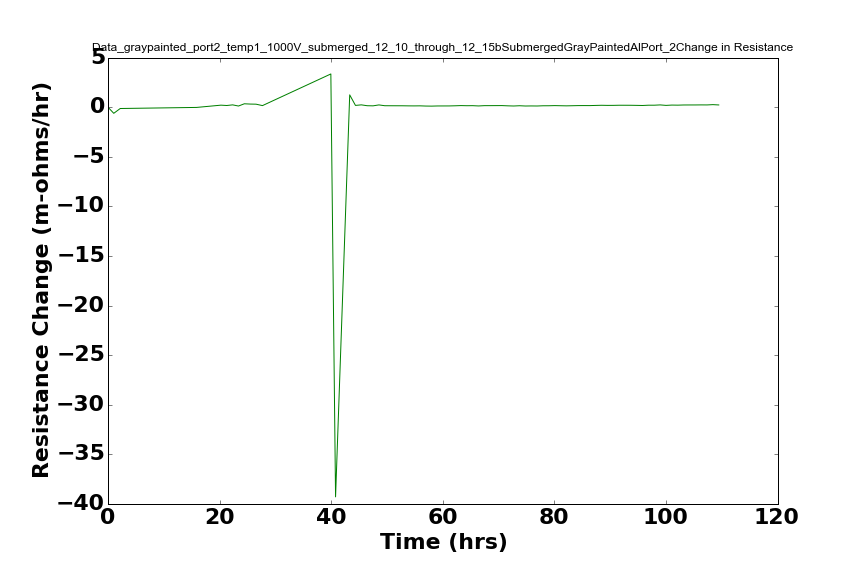 Data_graypainted_port2_temp1_1000V_submerged_12_10_through_12_15bSubmergedGrayPaintedAlPort_2Change in Resistance
5
0
−5
−10
−15
−20
−25
−30
−35
−40
Resistance Change (m-ohms/hr)
0 20 40 60 80 100 120
Time (hrs)